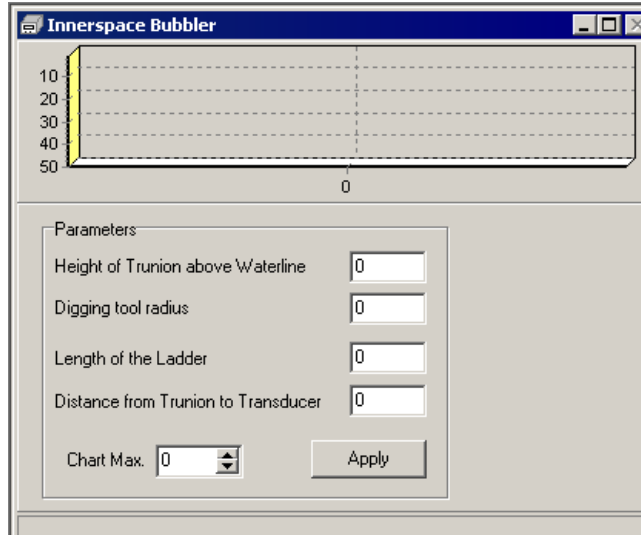 Innerspace Bubbler
10
20
30
40
50
0
Parameters
Height of Trunion above Waterline 0
Digging tool radius 0
Length of the Ladder 0
Distance from Trunion to Transducer 0
Chart Max. 0 Apply